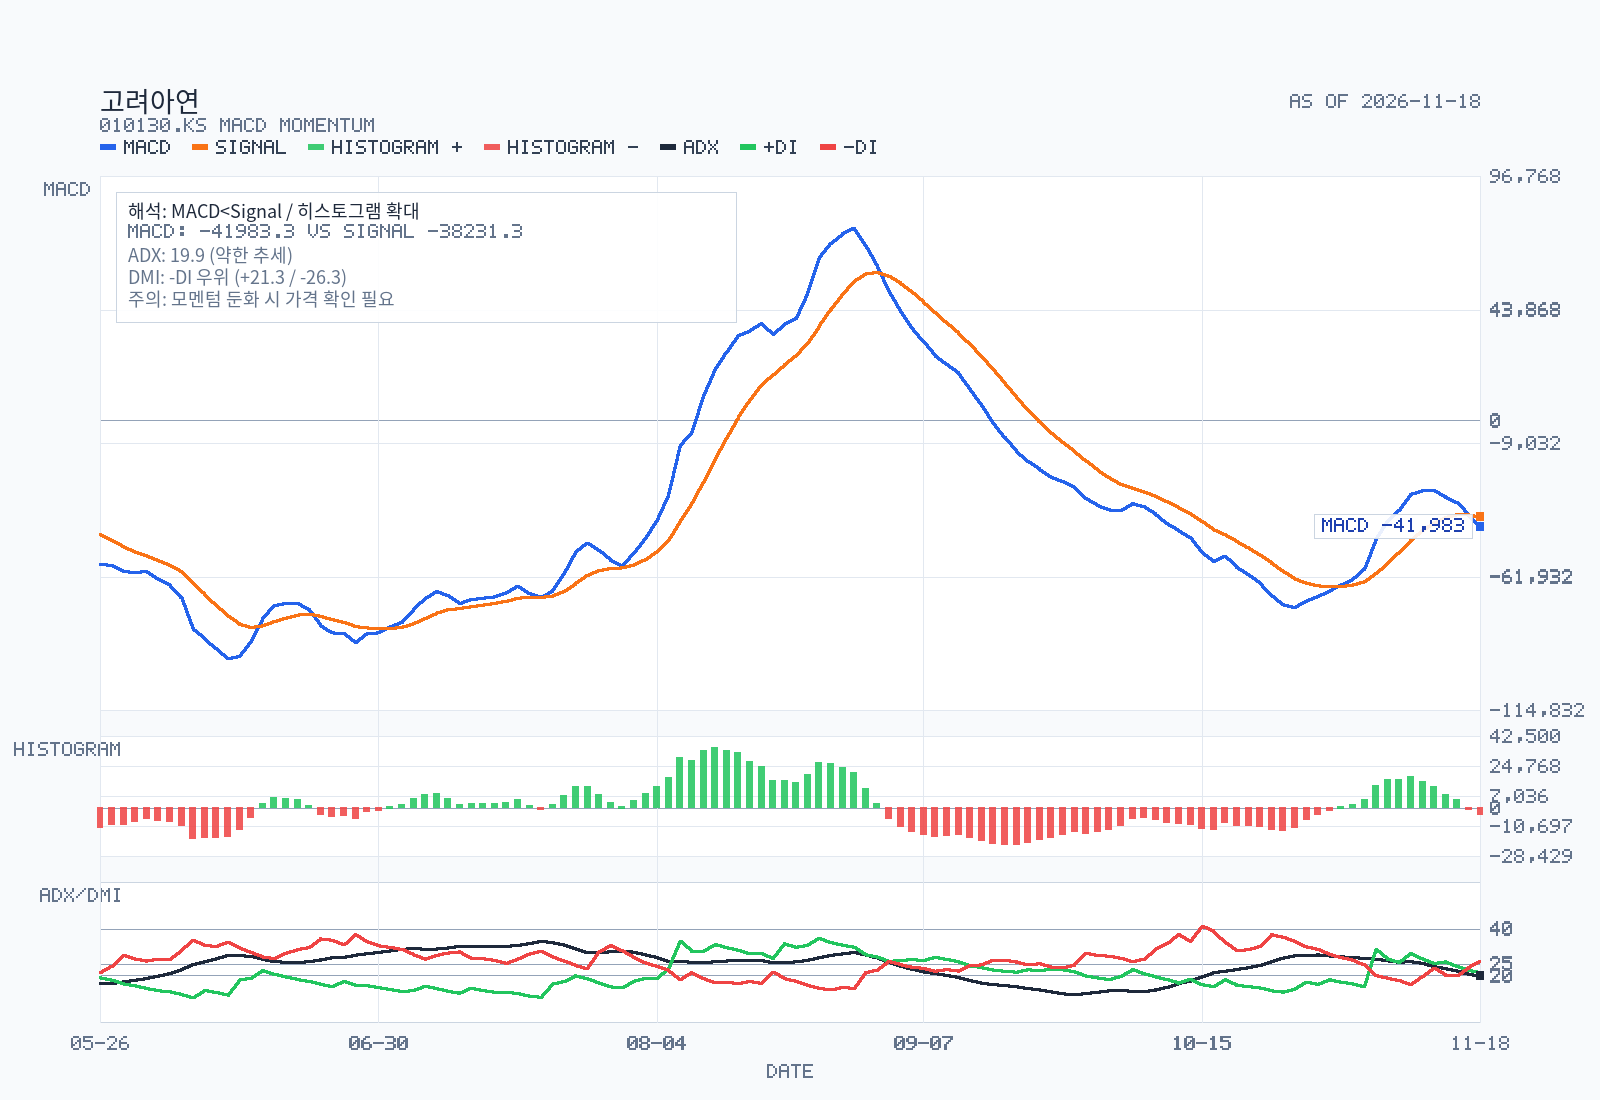 고려아연
AS OF 2026-11-18
010130.KS MACD MOMENTUM
MACD SIGNAL HISTOGRAM + HISTOGRAM - ADX +DI -DI
MACD
해석: MACD<Signal / 히스토그램 확대
MACD: -41983.3 VS SIGNAL -38231.3
ADX: 19.9 (약한 추세)
DMI: -DI 우위 (+21.3 / -26.3)
주의: 모멘텀 둔화 시 가격 확인 필요
96,768
43,868
0
-9,032
MACD -41,983
-61,932
-114,832
HISTOGRAM
42,500
24,768
7,036
0
-10,697
-28,429
ADX/DMI
40
25
20
05-26 06-30 08-04 09-07 10-15 11-18
DATE